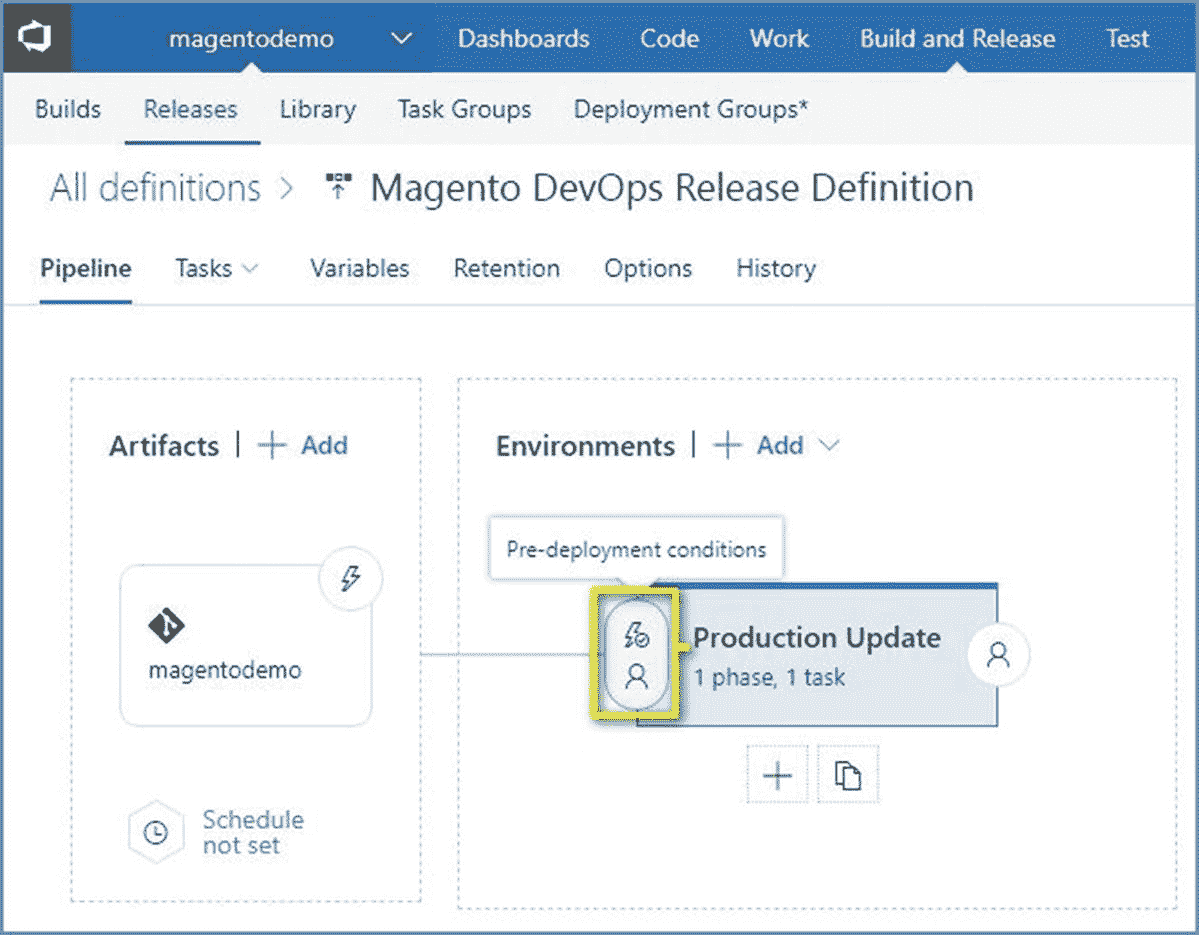 magentodemo Dashboards Code Work Build and Release Test
Builds Releases Library Task Groups Deployment Groups*
All definitions > Magento DevOps Release Definition
Pipeline Tasks Variables Retention Options History
Artifacts | + Add
Environments | + Add
Pre-deployment conditions
magentodemo
Production Update
1 phase, 1 task
Schedule
not set